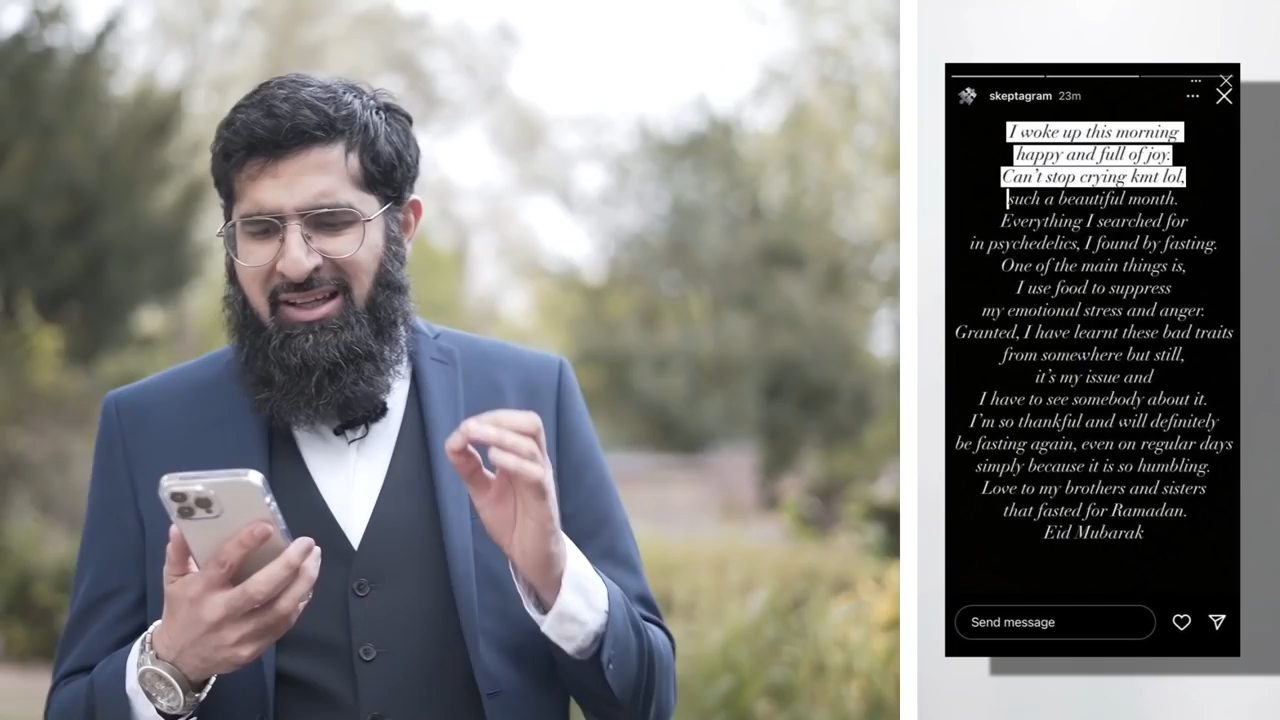 skeptagram 23m
I woke up this morning
happy and full of joy.
Can't stop crying kmt lol,
such a beautiful month.
Everything I searched for
in psychedelics, I found by fasting.
One of the main things is,
I use food to suppress
my emotional stress and anger.
Granted, I have learnt these bad traits
from somewhere but still,
it's my issue and
I have to see somebody about it.
I'm so thankful and will definitely
be fasting again, even on regular days
simply because it is so humbling.
Love to my brothers and sisters
that fasted for Ramadan.
Eid Mubarak
Send message